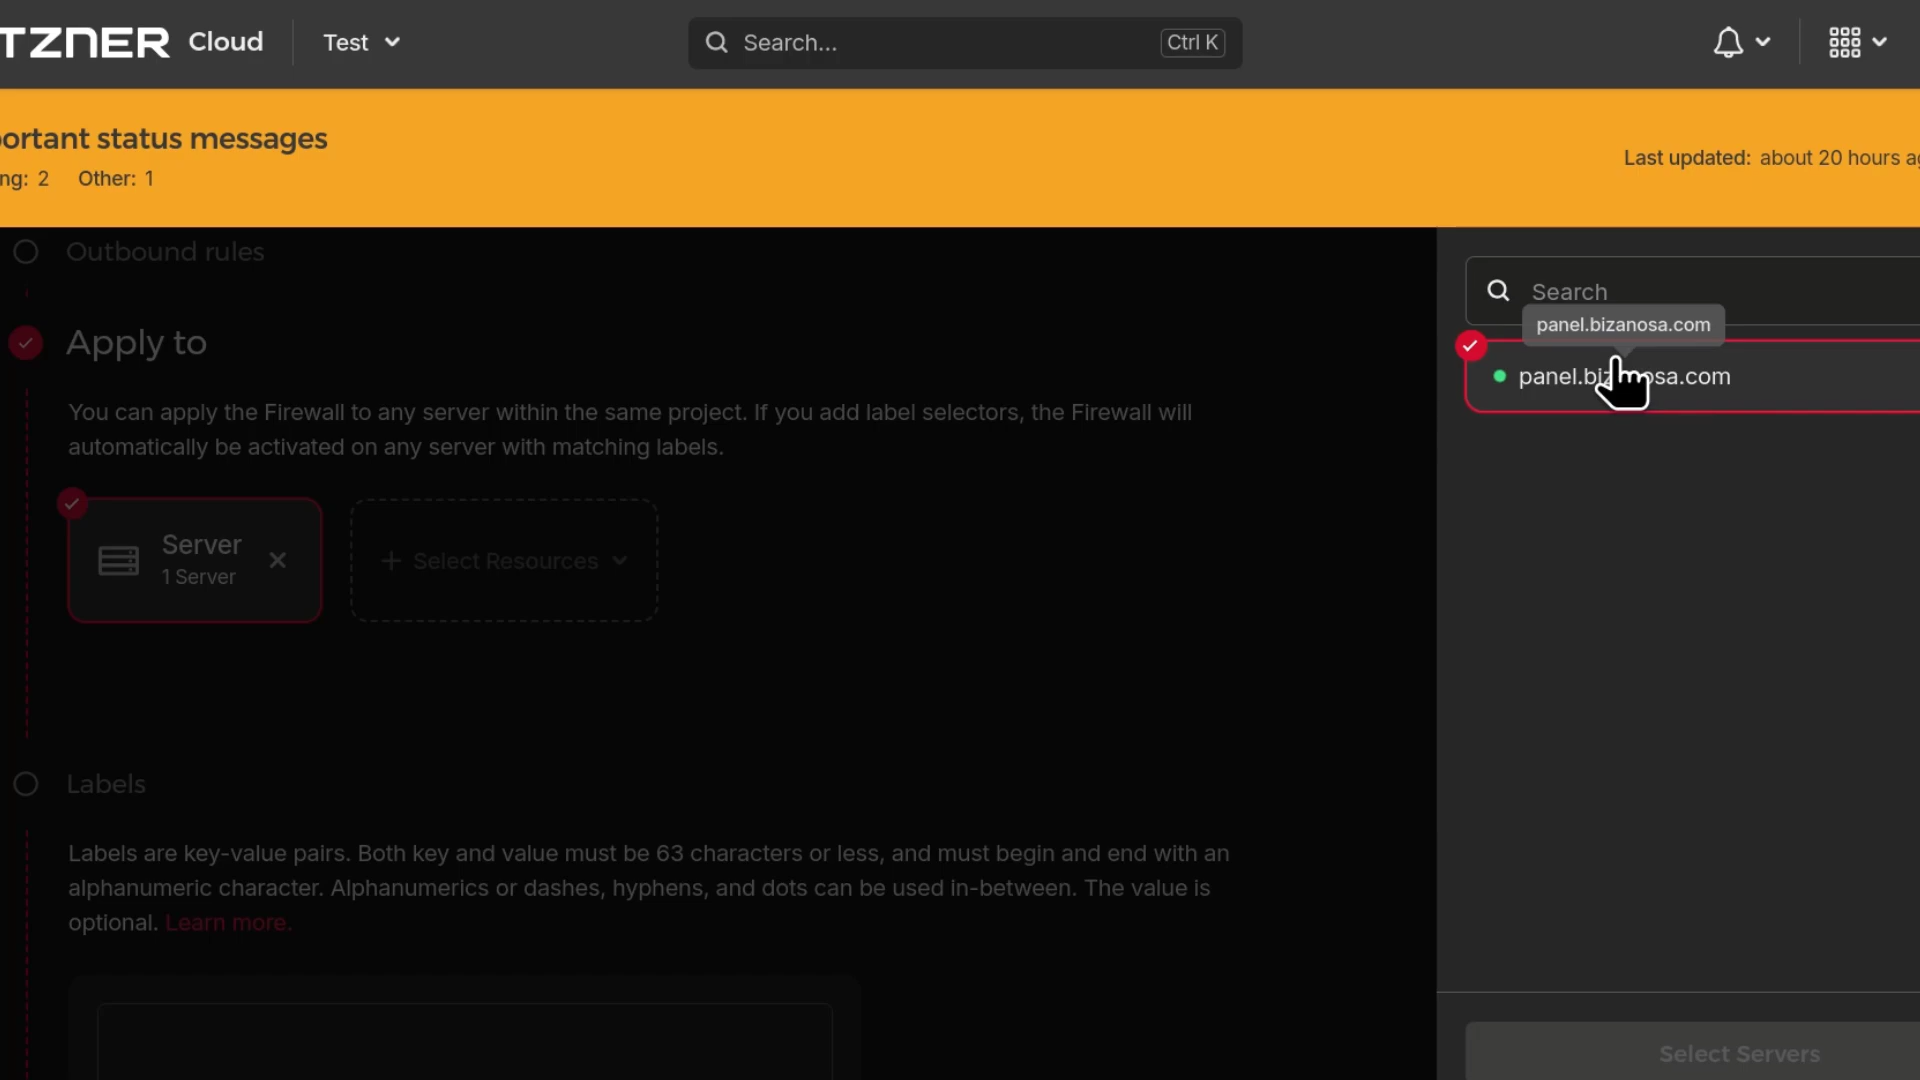 TZNER Cloud
Test
Search...
Ctrl K
ortant status messages
ng: 2 Other: 1
Last updated: about 20 hours ag
Outbound rules
Search
panel.bizanosa.com
Apply to
panel.biz osa.com
You can apply the Firewall to any server within the same project. If you add label selectors, the Firewall will
automatically be activated on any server with matching labels.
Server
1 Server
Select Resources
Labels
Labels are key-value pairs. Both key and value must be 63 characters or less, and must begin and end with an
alphanumeric character. Alphanumerics or dashes, hyphens, and dots can be used in-between. The value is
optional. Learn more.
Select Servers